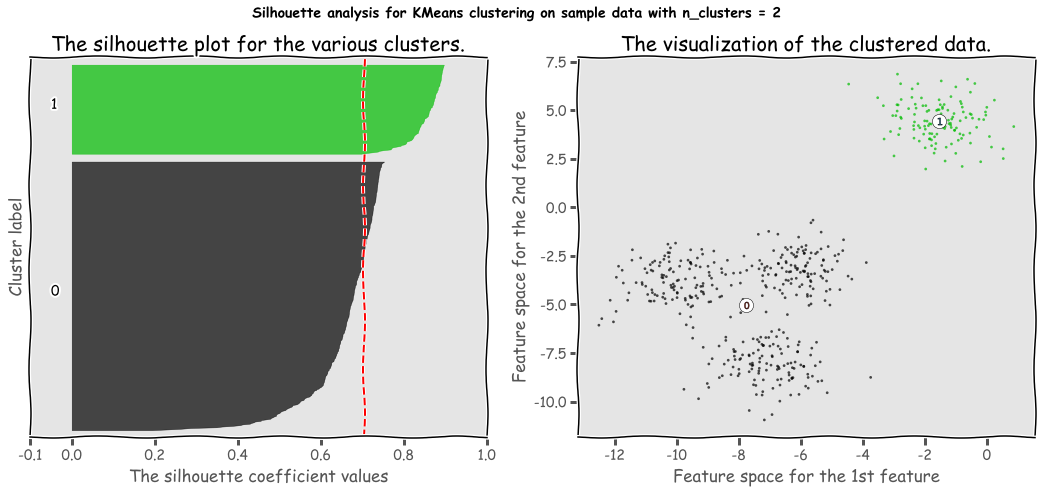 Silhouette analysis for KMeans clustering on sample data with n_clusters = 2
The silhouette plot for the various clusters.
1
0
Cluster label
-0.1 0.0 0.2 0.4 0.6 0.8 1.0
The silhouette coefficient values
The visualization of the clustered data.
7.5
5.0
2.5
0.0
-2.5
-5.0
-7.5
-10.0
Feature space for the 2nd feature
1
0
-12 -10 -8 -6 -4 -2 0
Feature space for the 1st feature